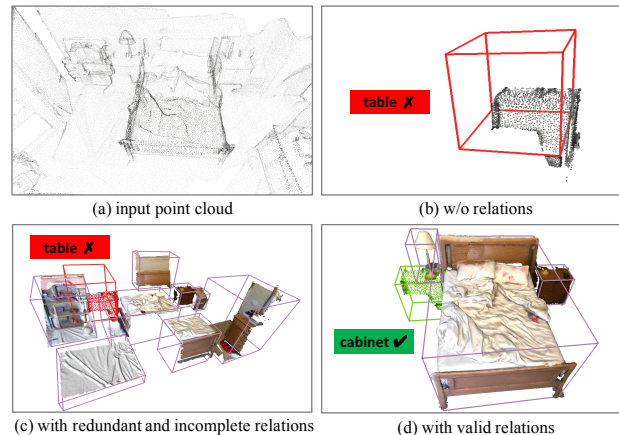 (a) input point cloud
table ✗
(b) w/o relations
table ✗
(c) with redundant and incomplete relations
cabinet ✔
(d) with valid relations